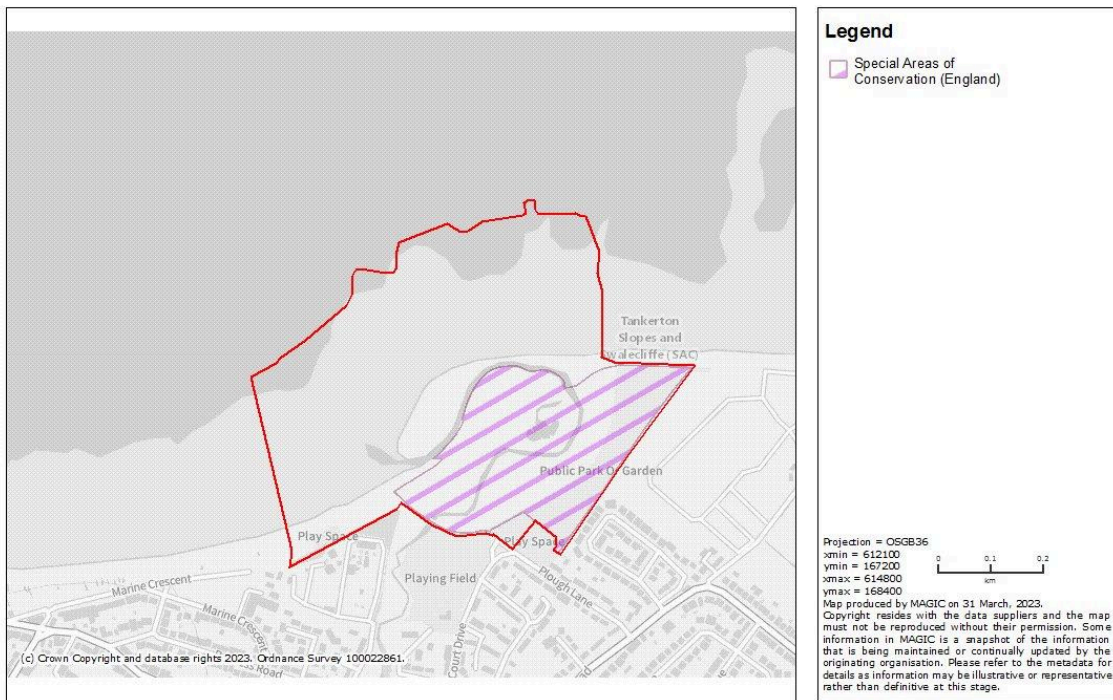 Tankerton
Slopes and
walecliffe (SAC)
Public Park Or Garden
Play Space
Play Space
Playing Field
Plough Lane
Marine Crescent
Marine Crescent
Court Drive
Road
(c) Crown Copyright and database rights 2023. Ordnance Survey 100022861.
Legend
Special Areas of
Conservation (England)
Projection = OSGB36
xmin = 612100
ymin = 167200
xmax = 614800
ymax = 168400
0 0.1 0.2
km
Map produced by MAGIC on 31 March, 2023.
Copyright resides with the data suppliers and the map
must not be reproduced without their permission. Some
information in MAGIC is a snapshot of the information
that is being maintained or continually updated by the
originating organisation. Please refer to the metadata for
details as information may be illustrative or representative
rather than definitive at this stage.